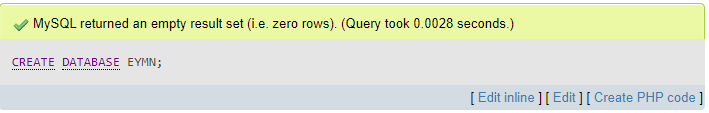 MySQL returned an empty result set (i.e. zero rows). (Query took 0.0028 seconds.)
CREATE DATABASE EYMN;
[ Edit inline ] [ Edit ] [ Create PHP code ]